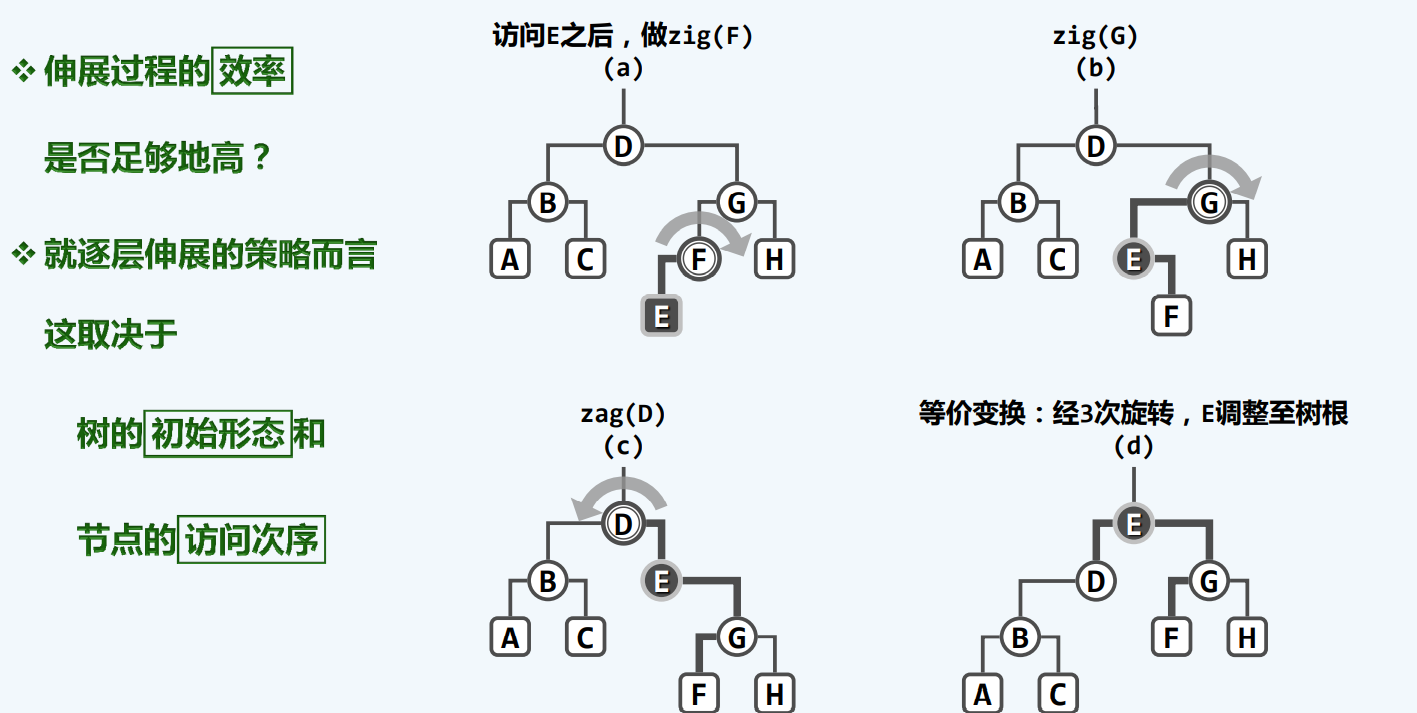 ❖ 伸展过程的 效率
是否足够地高？
❖ 就逐层伸展的策略而言
这取决于
树的 初始形态 和
节点的 访问次序
访问E之后，做zig(F)
(a)
D
B G
A C F H
E
zig(G)
(b)
D
B G
A C E H
F
zag(D)
(c)
D
B E
A C G
F H
等价变换：经3次旋转，E调整至树根
(d)
E
D G
B F H
A C